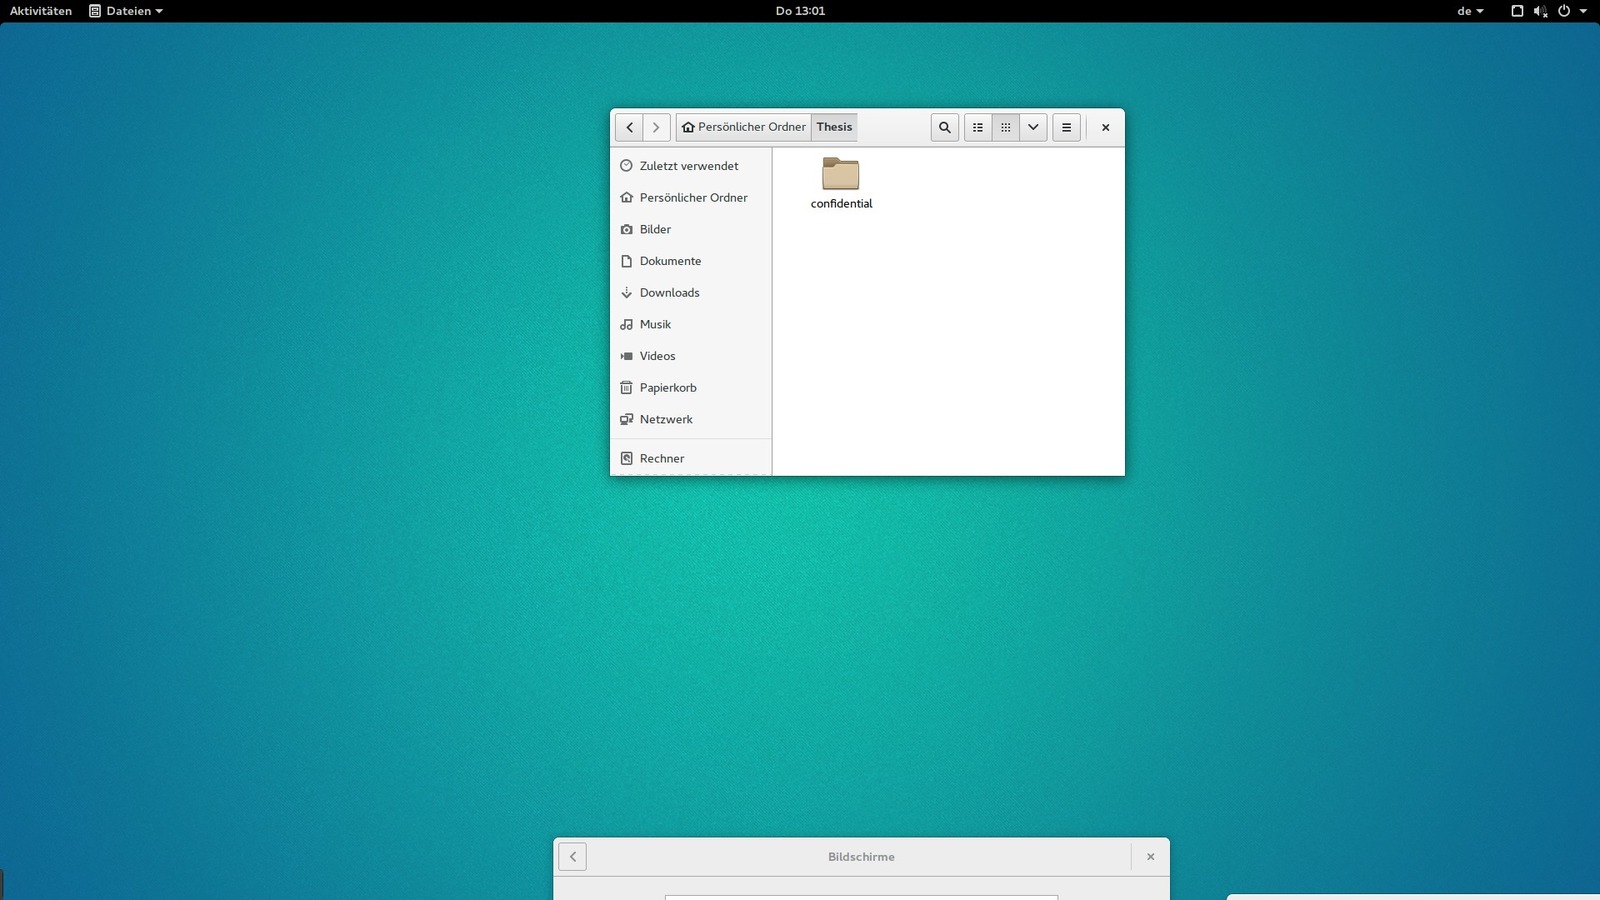 Aktivitäten Dateien Do 13:01 de
Persönlicher Ordner Thesis
Zuletzt verwendet
Persönlicher Ordner
Bilder
Dokumente
Downloads
Musik
Videos
Papierkorb
Netzwerk
Rechner
confidential
Bildschirme